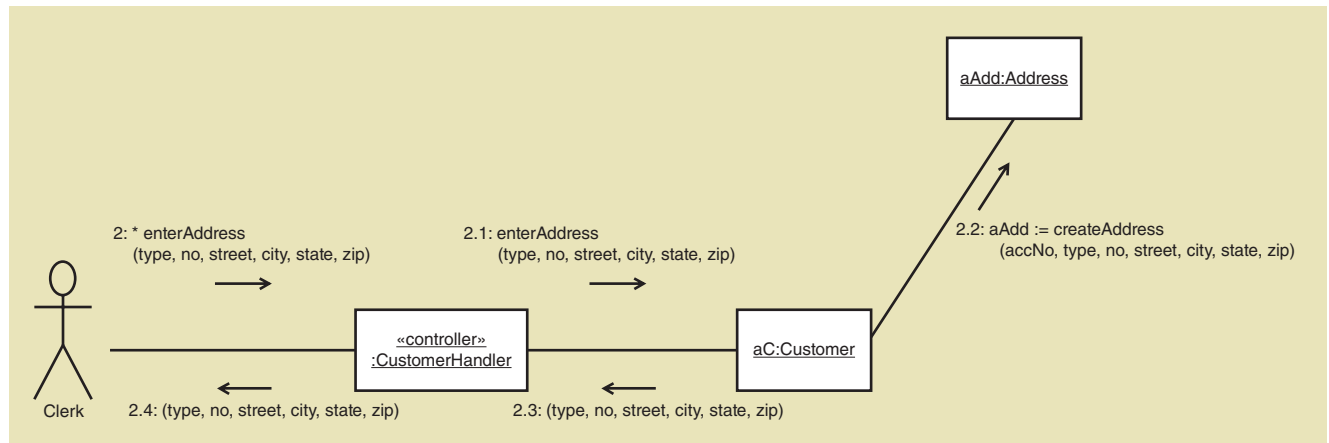 aAdd:Address
2: * enterAddress
(type, no, street, city, state, zip)
2.1: enterAddress
(type, no, street, city, state, zip)
2.2: aAdd := createAddress
(accNo, type, no, street, city, state, zip)
«controller»
:CustomerHandler
aC:Customer
Clerk
2.4: (type, no, street, city, state, zip)
2.3: (type, no, street, city, state, zip)